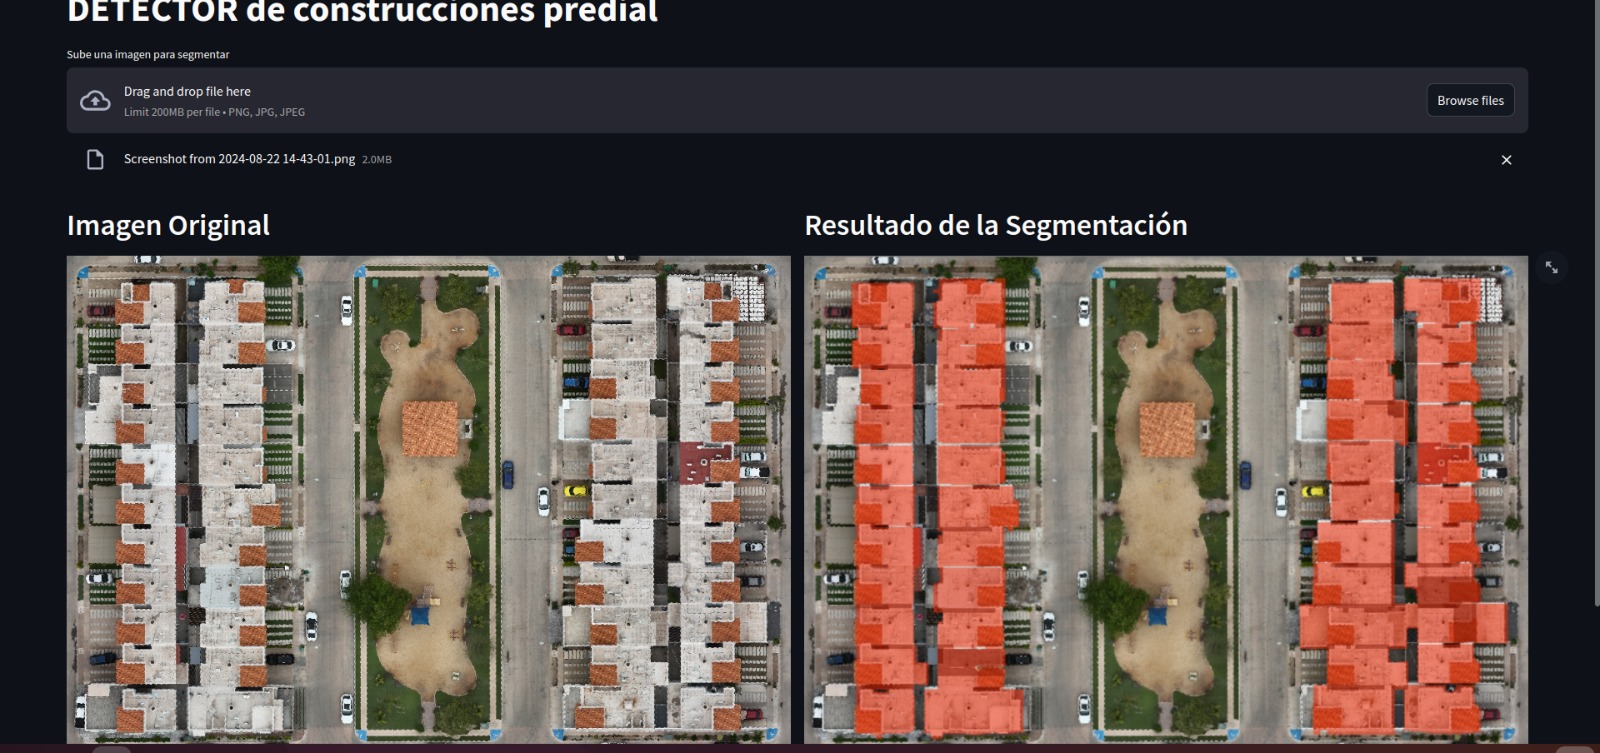 DETECTOR de construcciones predial
Sube una imagen para segmentar
Drag and drop file here
Limit 200MB per file • PNG, JPG, JPEG
Browse files
Screenshot from 2024-08-22 14-43-01.png 2.0MB
Imagen Original
Resultado de la Segmentación